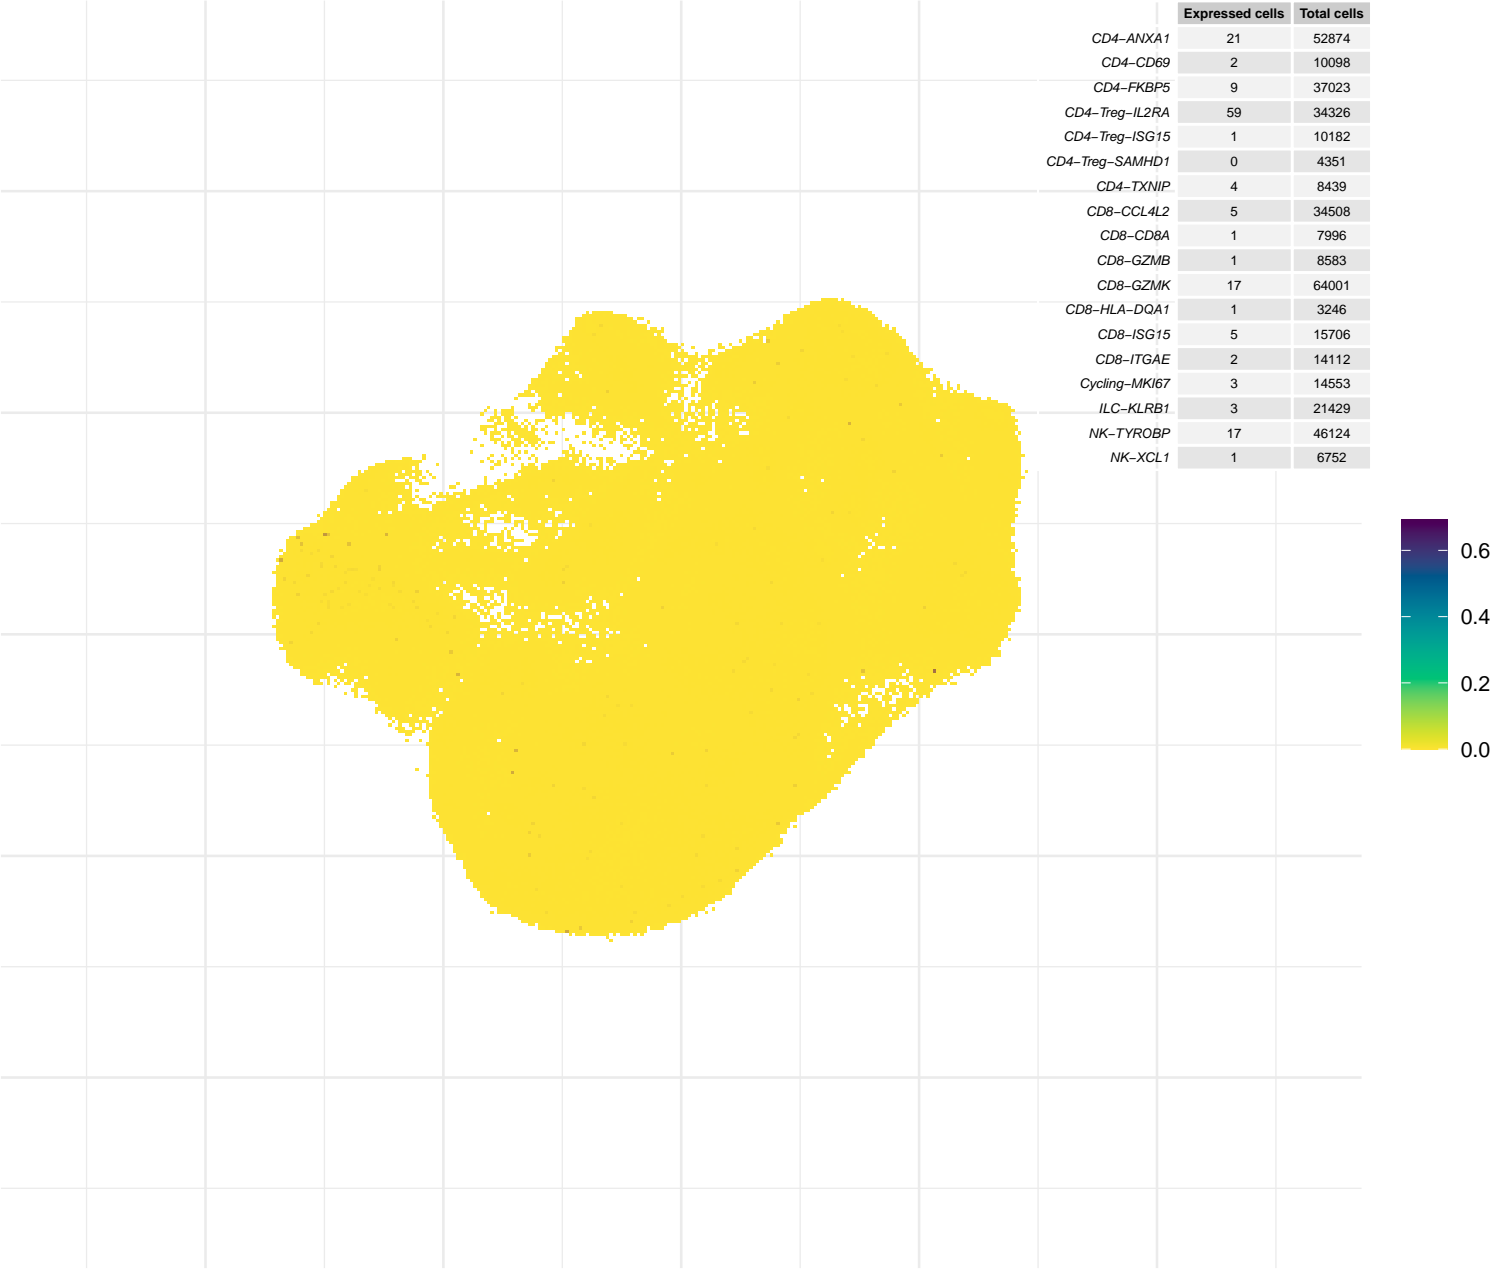 Expressed cells Total cells
CD4−ANXA1 21 52874
CD4−CD69 2 10098
CD4−FKBP5 9 37023
CD4−Treg−IL2RA 59 34326
CD4−Treg−ISG15 1 10182
CD4−Treg−SAMHD1 0 4351
CD4−TXNIP 4 8439
CD8−CCL4L2 5 34508
CD8−CD8A 1 7996
CD8−GZMB 1 8583
CD8−GZMK 17 64001
CD8−HLA−DQA1 1 3246
CD8−ISG15 5 15706
CD8−ITGAE 2 14112
Cycling−MKI67 3 14553
ILC−KLRB1 3 21429
NK−TYROBP 17 46124
NK−XCL1 1 6752
0.6
0.4
0.2
0.0